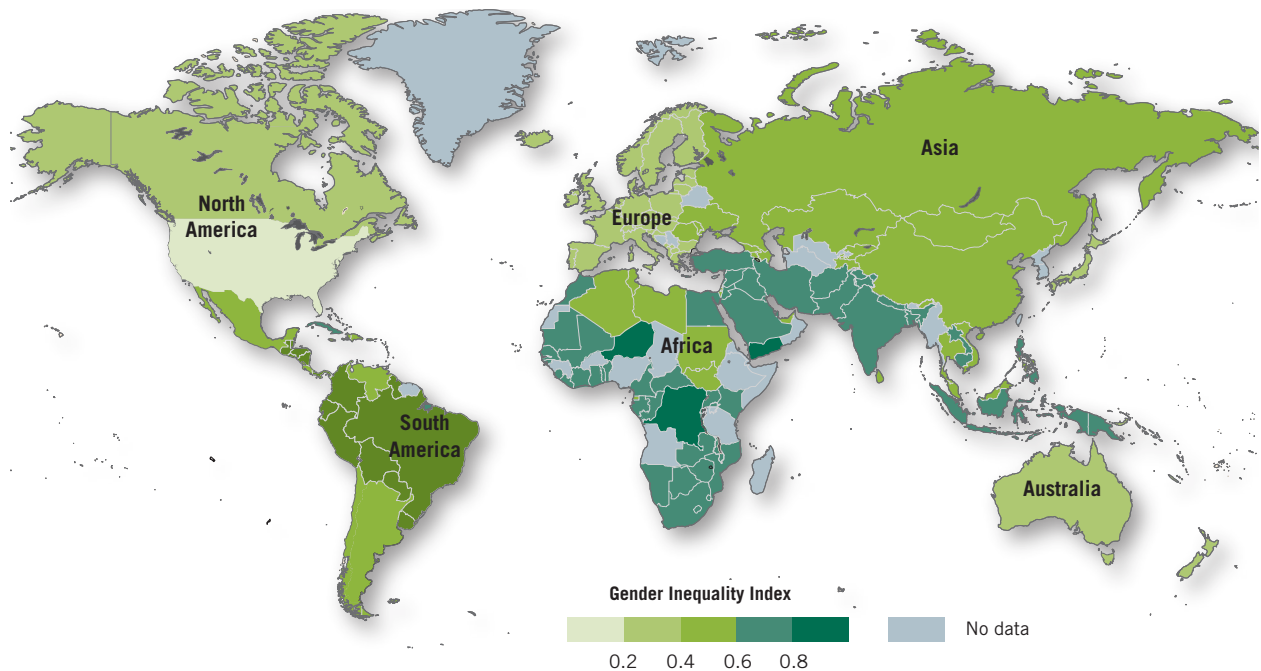 Asia
North
America
Europe
Africa
South
America
Australia
Gender Inequality Index
No data
0.2 0.4 0.6 0.8